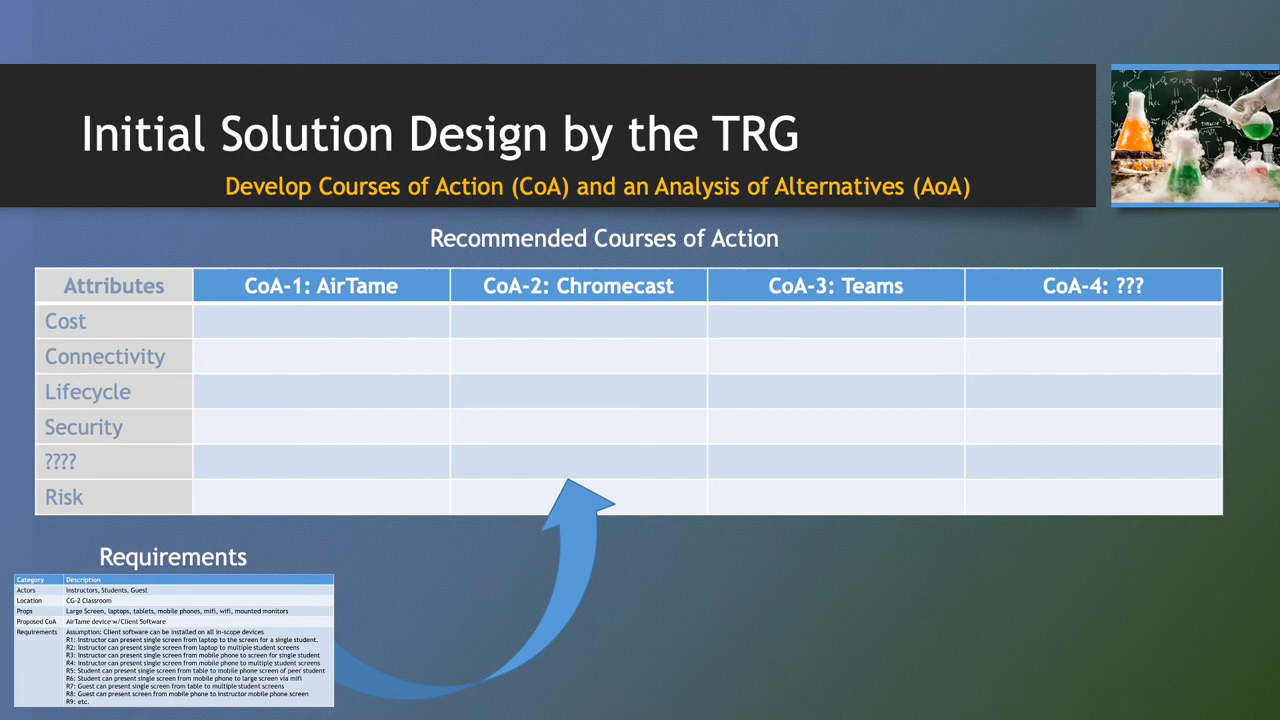 Initial Solution Design by the TRG
Develop Courses of Action (CoA) and an Analysis of Alternatives (AoA)
Recommended Courses of Action
Attributes CoA-1: AirTame CoA-2: Chromecast CoA-3: Teams CoA-4: ???
Cost
Connectivity
Lifecycle
Security
????
Risk
Requirements
Category Description
Actors Instructors, Students, Guest
Location CG-2 Classroom
Props Large Screen, laptops, tablets, mobile phones, mifi, wifi, mounted monitors
Proposed CoA AirTame device w/Client Software
Requirements Assumption: Client software can be installed on all in-scope devices
R1: Instructor can present single screen from laptop to the screen for a single student.
R2: Instructor can present single screen from laptop to multiple student screens
R3: Instructor can present single screen from mobile phone to screen for single student
R4: Instructor can present single screen from mobile phone to multiple student screens
R5: Student can present single screen from table to mobile phone screen of peer student
R6: Student can present single screen from mobile phone to large screen via mifi
R7: Guest can present single screen from table to multiple student screens
R8: Guest can present screen from mobile phone to instructor mobile phone screen
R9: etc.